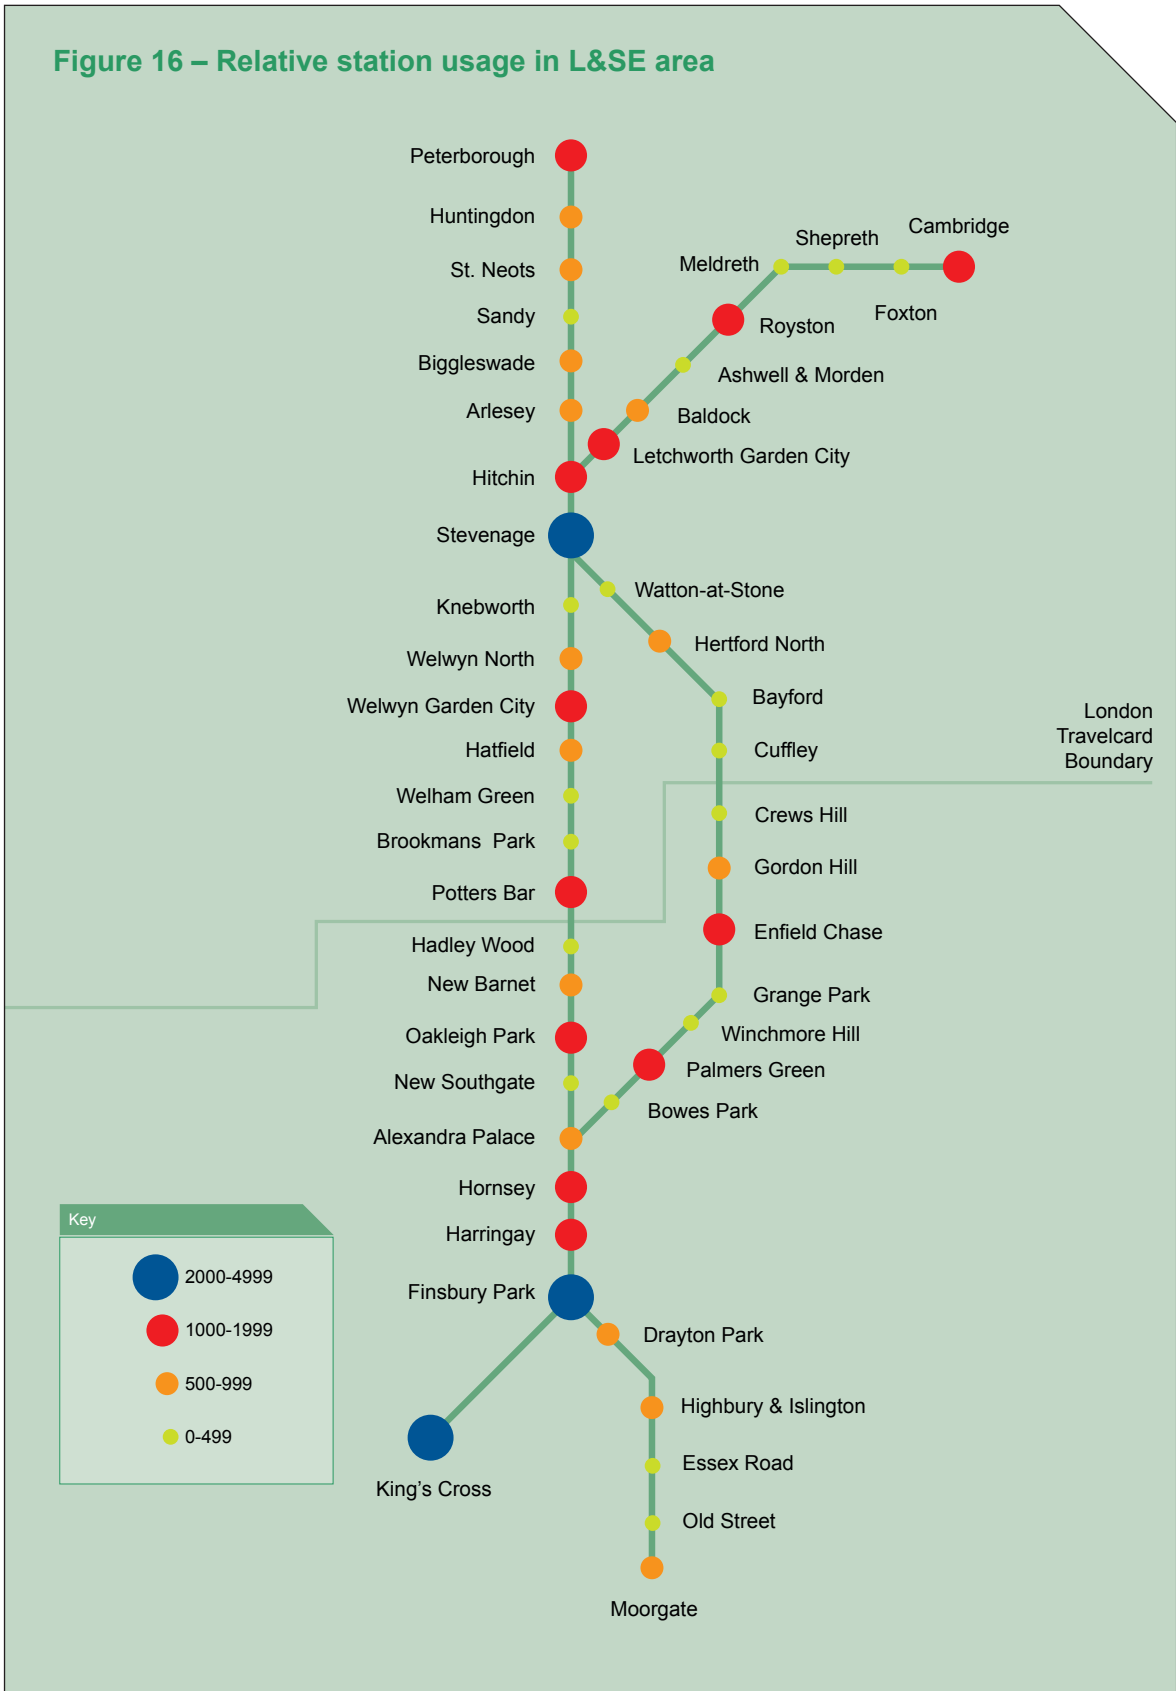 Figure 16 – Relative station usage in L&SE area
Peterborough
Huntingdon
St. Neots
Sandy
Biggleswade
Arlesey
Hitchin
Stevenage
Cambridge
Shepreth
Meldreth
Foxton
Royston
Ashwell & Morden
Baldock
Letchworth Garden City
Knebworth
Welwyn North
Welwyn Garden City
Hatfield
Welham Green
Brookmans Park
Potters Bar
Hadley Wood
New Barnet
Oakleigh Park
New Southgate
Alexandra Palace
Hornsey
Harringay
Finsbury Park
Watton-at-Stone
Hertford North
Bayford
Cuffley
London
Travelcard
Boundary
Crews Hill
Gordon Hill
Enfield Chase
Grange Park
Winchmore Hill
Palmers Green
Bowes Park
Drayton Park
Highbury & Islington
Essex Road
Old Street
Moorgate
King’s Cross
Key
2000-4999
1000-1999
500-999
0-499